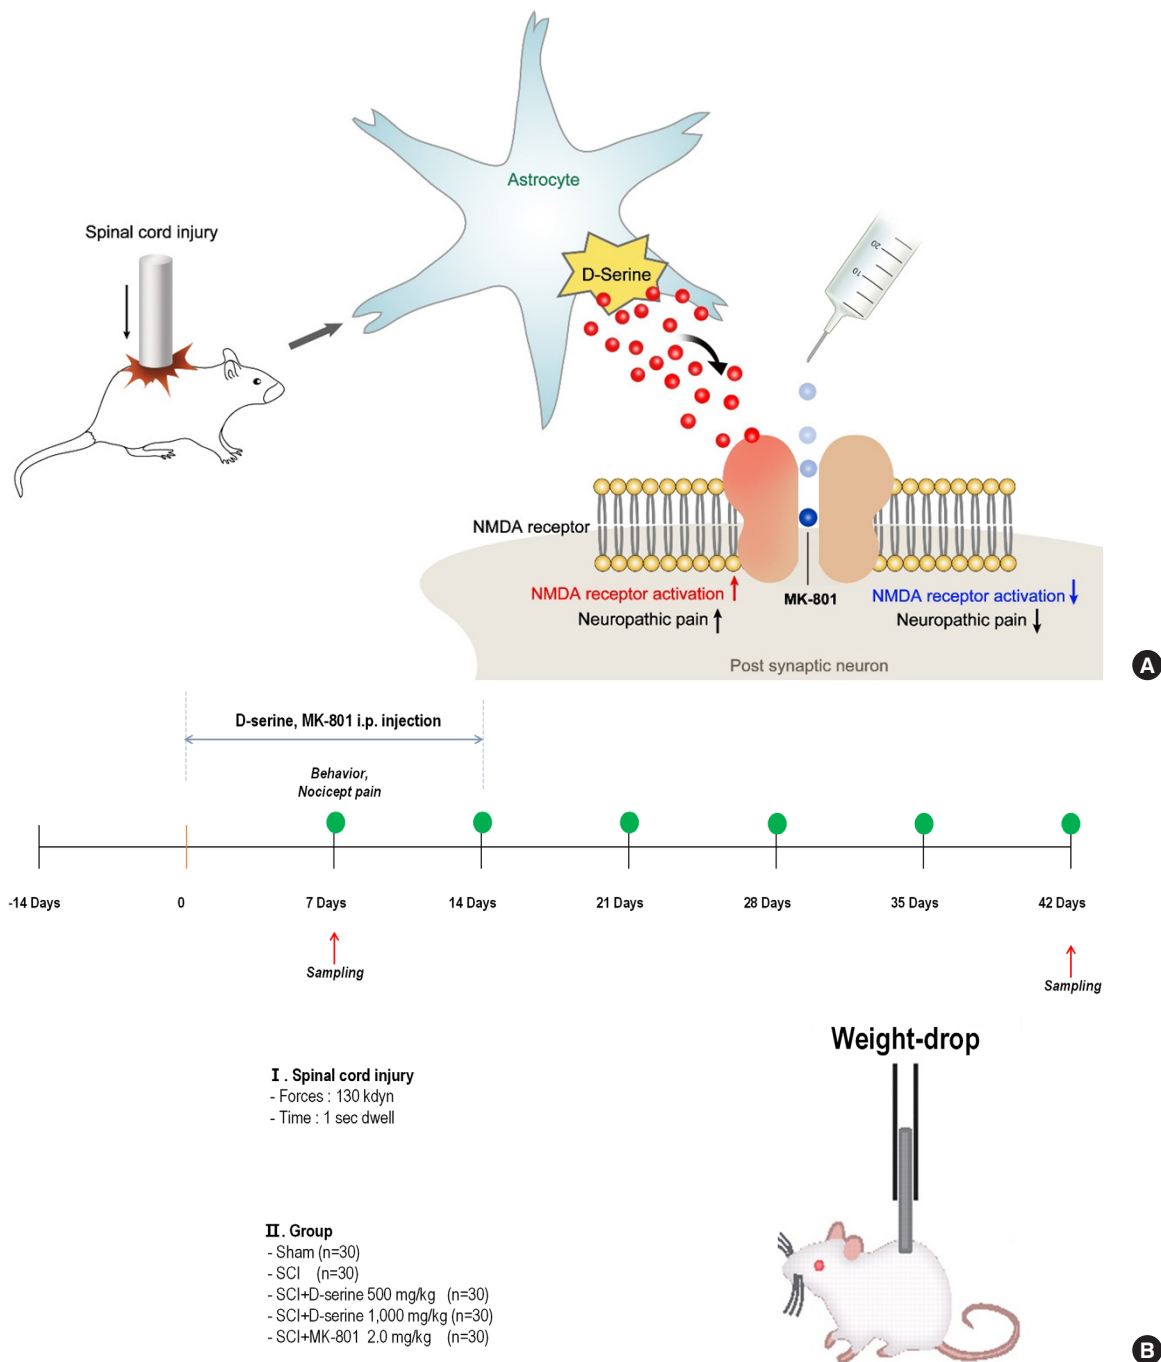 Astrocyte
Spinal cord injury
D-Serine
20
10
NMDA receptor
NMDA receptor activation ↑
Neuropathic pain ↑
MK-801
NMDA receptor activation ↓
Neuropathic pain ↓
Post synaptic neuron
A
D-serine, MK-801 i.p. injection
Behavior,
Nocicept pain
-14 Days 0 7 Days 14 Days 21 Days 28 Days 35 Days 42 Days
Sampling
Sampling
Weight-drop
Ⅰ. Spinal cord injury
- Forces : 130 kdyn
- Time : 1 sec dwell
Ⅱ. Group
- Sham (n=30)
- SCI (n=30)
- SCI+D-serine 500 mg/kg (n=30)
- SCI+D-serine 1,000 mg/kg (n=30)
- SCI+MK-801 2.0 mg/kg (n=30)
B